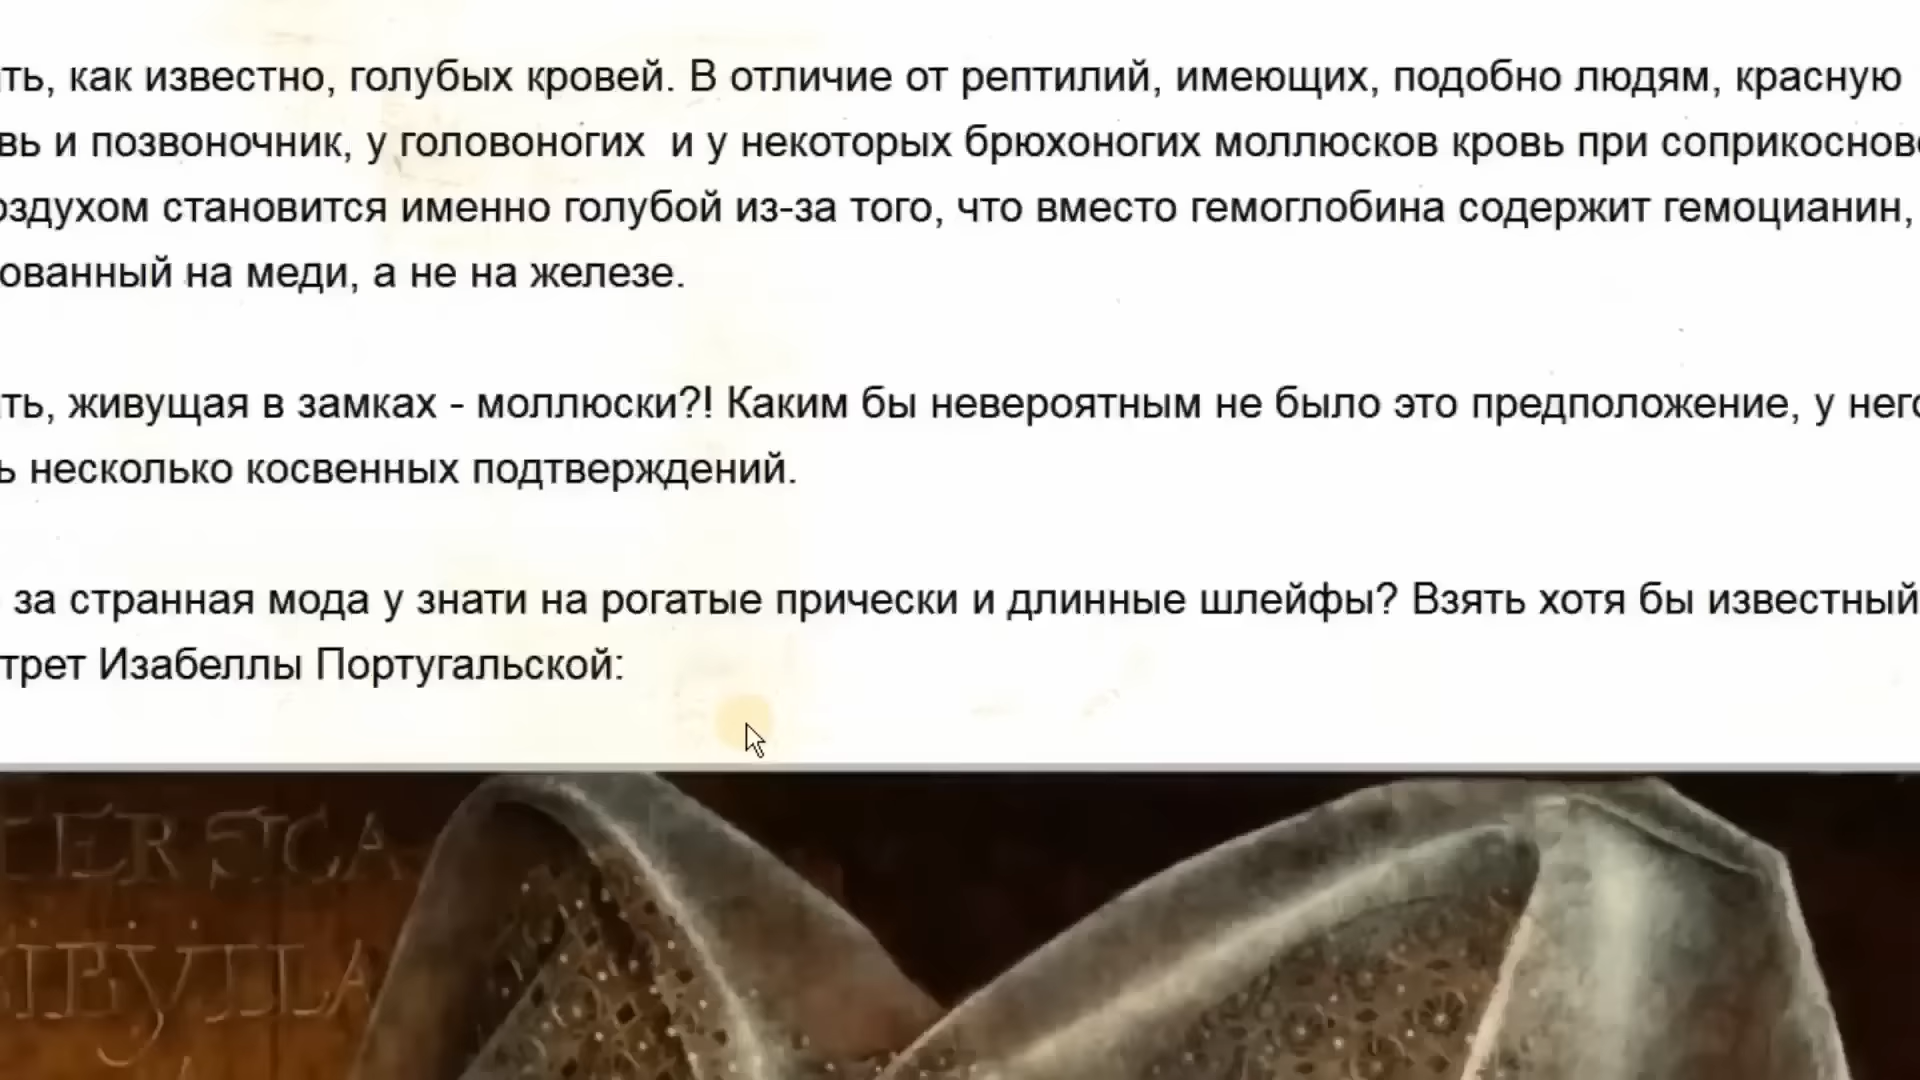 ть, как известно, голубых кровей. В отличие от рептилий, имеющих, подобно людям, красную
вь и позвоночник, у головоногих и у некоторых брюхоногих моллюсков кровь при соприкоснов
оздухом становится именно голубой из-за того, что вместо гемоглобина содержит гемоцианин,
ованный на меди, а не на железе.
ть, живущая в замках - моллюски?! Каким бы невероятным не было это предположение, у него
ь несколько косвенных подтверждений.
за странная мода у знати на рогатые прически и длинные шлейфы? Взять хотя бы известный
трет Изабеллы Португальской:
PERSICA
SIBYLLA